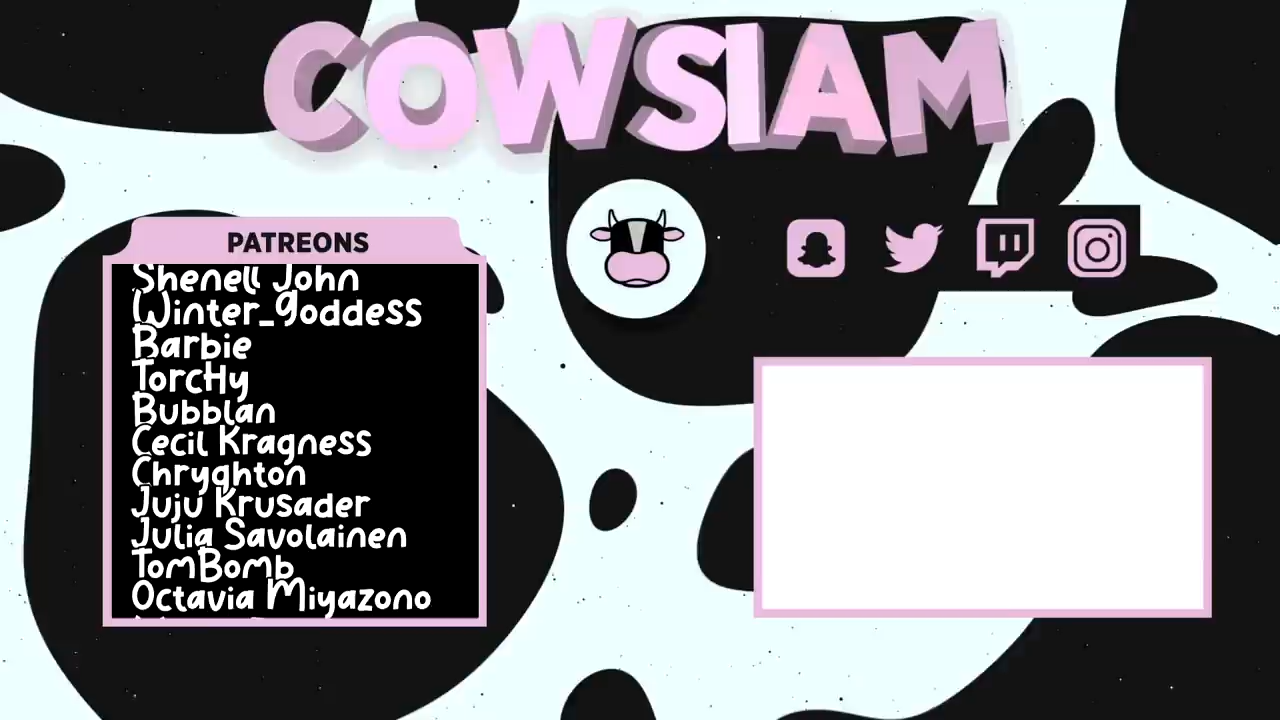 COWSIAM
PATREONS
Shenell John
Winter_goddess
Barbie
TorcHy
Bubblan
Cecil Kragness
Chryghton
Juju Krusader
Julia Savolainen
TomBomb
Octavia Miyazono